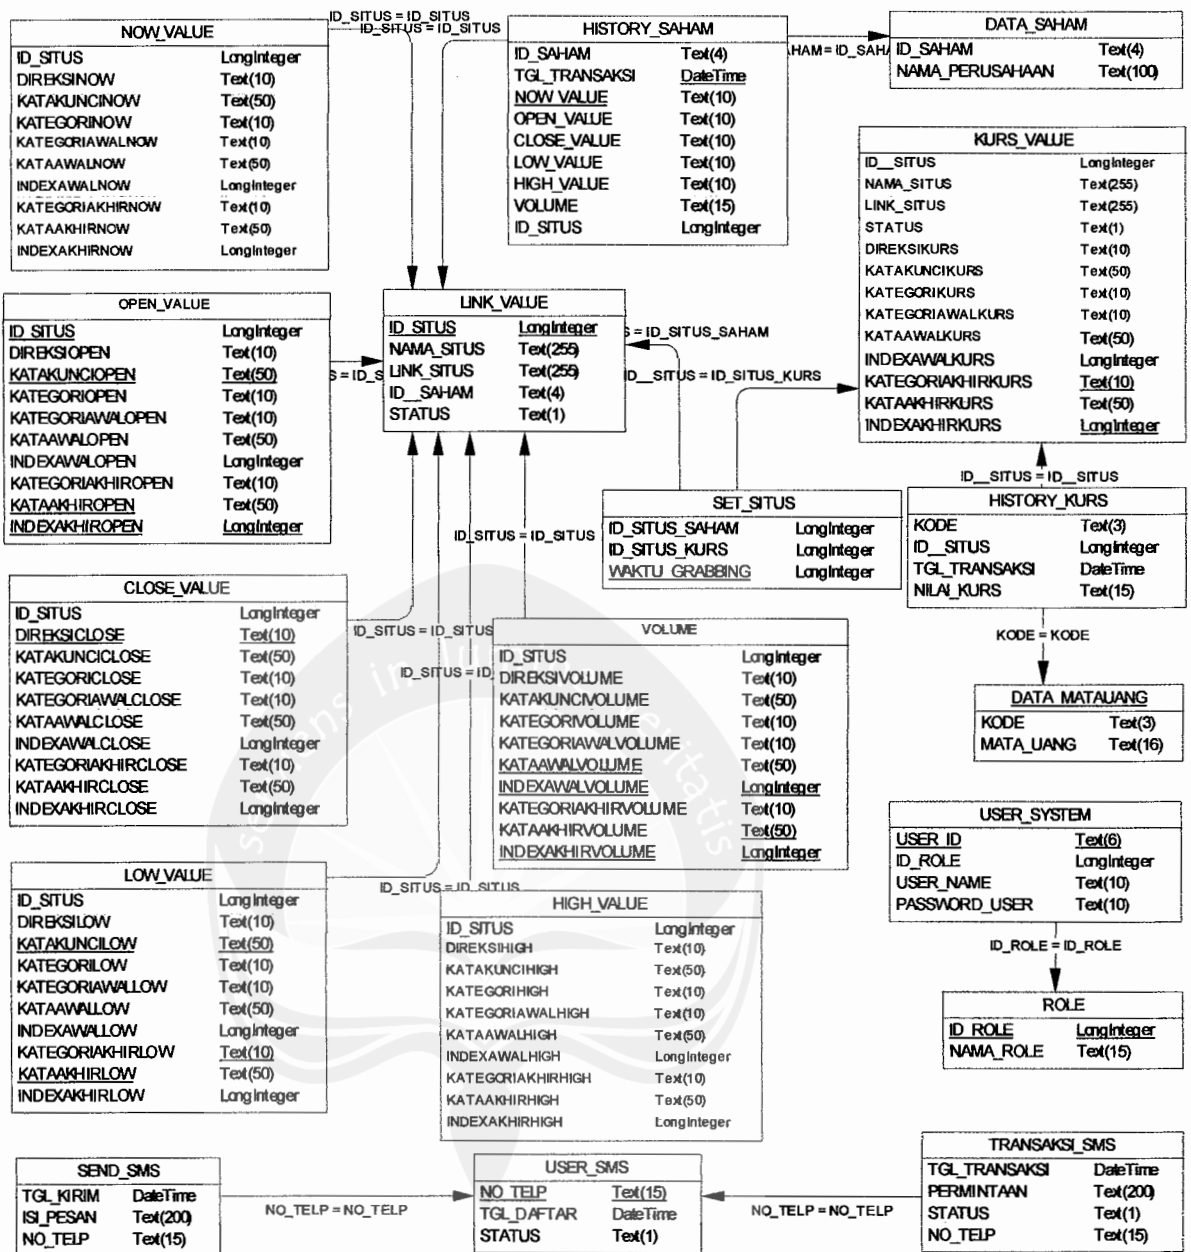 NOW_VALUE
ID_SITUS LongInteger
DIREKSINOW Text(10)
KATAKUNCINOW Text(50)
KATEGORINOW Text(10)
KATEGORIAWALNOW Text(10)
KATAAWALNOW Text(50)
INDEXAWALNOW LongInteger
KATEGORIAKHIRNOW Text(10)
KATAAKHIRNOW Text(50)
INDEXAKHIRNOW LongInteger
ID_SITUS = ID_SITUS
ID_SITUS = ID_SITUS
HISTORY_SAHAM
ID_SAHAM Text(4)
TGL_TRANSAKSI DateTime
NOW_VALUE Text(10)
OPEN_VALUE Text(10)
CLOSE_VALUE Text(10)
LOW_VALUE Text(10)
HIGH_VALUE Text(10)
VOLUME Text(15)
ID_SITUS LongInteger
AHAM = ID_SAHA
DATA_SAHAM
ID_SAHAM Text(4)
NAMA_PERUSAHAAN Text(100)
KURS_VALUE
ID__SITUS LongInteger
NAMA_SITUS Text(255)
LINK_SITUS Text(255)
STATUS Text(1)
DIREKSIKURS Text(10)
KATAKUNCIKURS Text(50)
KATEGORIKURS Text(10)
KATEGORIAWALKURS Text(10)
KATAAWALKURS Text(50)
INDEXAWALKURS LongInteger
KATEGORIAKHIRKURS Text(10)
KATAAKHIRKURS Text(50)
INDEXAKHIRKURS LongInteger
OPEN_VALUE
ID_SITUS LongInteger
DIREKSIOPEN Text(10)
KATAKUNCIOPEN Text(50)
KATEGORIOPEN Text(10)
KATEGORIAWALOPEN Text(10)
KATAAWALOPEN Text(50)
INDEXAWALOPEN LongInteger
KATEGORIAKHIROPEN Text(10)
KATAAKHIROPEN Text(50)
INDEXAKHIROPEN LongInteger
S = ID_S
LINK_VALUE
ID_SITUS LongInteger
NAMA_SITUS Text(255)
LINK_SITUS Text(255)
ID__SAHAM Text(4)
STATUS Text(1)
S = ID_SITUS_SAHAM
ID__SITUS = ID_SITUS_KURS
SET_SITUS
ID_SITUS_SAHAM LongInteger
ID_SITUS_KURS LongInteger
WAKTU_GRABBING LongInteger
ID__SITUS = ID__SITUS
HISTORY_KURS
KODE Text(3)
ID__SITUS LongInteger
TGL_TRANSAKSI DateTime
NILAI_KURS Text(15)
KODE = KODE
DATA_MATAUANG
KODE Text(3)
MATA_UANG Text(16)
CLOSE_VALUE
ID_SITUS LongInteger
DIREKSICLOSE Text(10)
KATAKUNCICLOSE Text(50)
KATEGORICLOSE Text(10)
KATEGORIAWALCLOSE Text(10)
KATAAWALCLOSE Text(50)
INDEXAWALCLOSE LongInteger
KATEGORIAKHIRCLOSE Text(10)
KATAAKHIRCLOSE Text(50)
INDEXAKHIRCLOSE LongInteger
ID_SITUS = ID_SITUS
ID_SITUS = ID_SITUS
ID_SITUS = ID_
VOLUME
ID_SITUS LongInteger
DIREKSIVOLUME Text(10)
KATAKUNCIVOLUME Text(50)
KATEGORIVOLUME Text(10)
KATEGORIAWALVOLUME Text(10)
KATAAWALVOLUME Text(50)
INDEXAWALVOLUME LongInteger
KATEGORIAKHIRVOLUME Text(10)
KATAAKHIRVOLUME Text(50)
INDEXAKHIRVOLUME LongInteger
USER_SYSTEM
USER_ID Text(6)
ID_ROLE LongInteger
USER_NAME Text(10)
PASSWORD_USER Text(10)
ID_ROLE = ID_ROLE
ROLE
ID_ROLE LongInteger
NAMA_ROLE Text(15)
LOW_VALUE
ID_SITUS LongInteger
DIREKSILOW Text(10)
KATAKUNCILOW Text(50)
KATEGORILOW Text(10)
KATEGORIAWALLOW Text(10)
KATAAWALLOW Text(50)
INDEXAWALLOW LongInteger
KATEGORIAKHIRLOW Text(10)
KATAAKHIRLOW Text(50)
INDEXAKHIRLOW LongInteger
ID_SITUS = ID_SITUS
HIGH_VALUE
ID_SITUS LongInteger
DIREKSIHIGH Text(10)
KATAKUNCIHIGH Text(50)
KATEGORIHIGH Text(10)
KATEGORIAWALHIGH Text(10)
KATAAWALHIGH Text(50)
INDEXAWALHIGH LongInteger
KATEGORIAKHIRHIGH Text(10)
KATAAKHIRHIGH Text(50)
INDEXAKHIRHIGH LongInteger
SEND_SMS
TGL_KIRIM DateTime
ISI_PESAN Text(200)
NO_TELP Text(15)
NO_TELP = NO_TELP
USER_SMS
NO_TELP Text(15)
TGL_DAFTAR DateTime
STATUS Text(1)
NO_TELP = NO_TELP
TRANSAKSI_SMS
TGL_TRANSAKSI DateTime
PERMINTAAN Text(200)
STATUS Text(1)
NO_TELP Text(15)